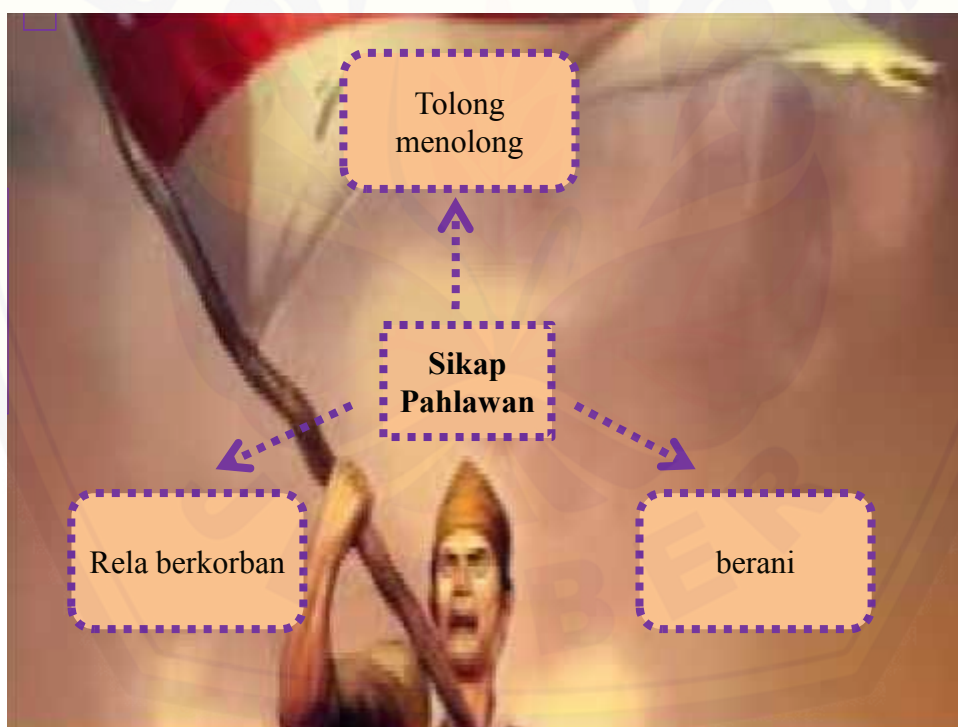 Tolong
menolong
Sikap
Pahlawan
Rela berkorban
berani